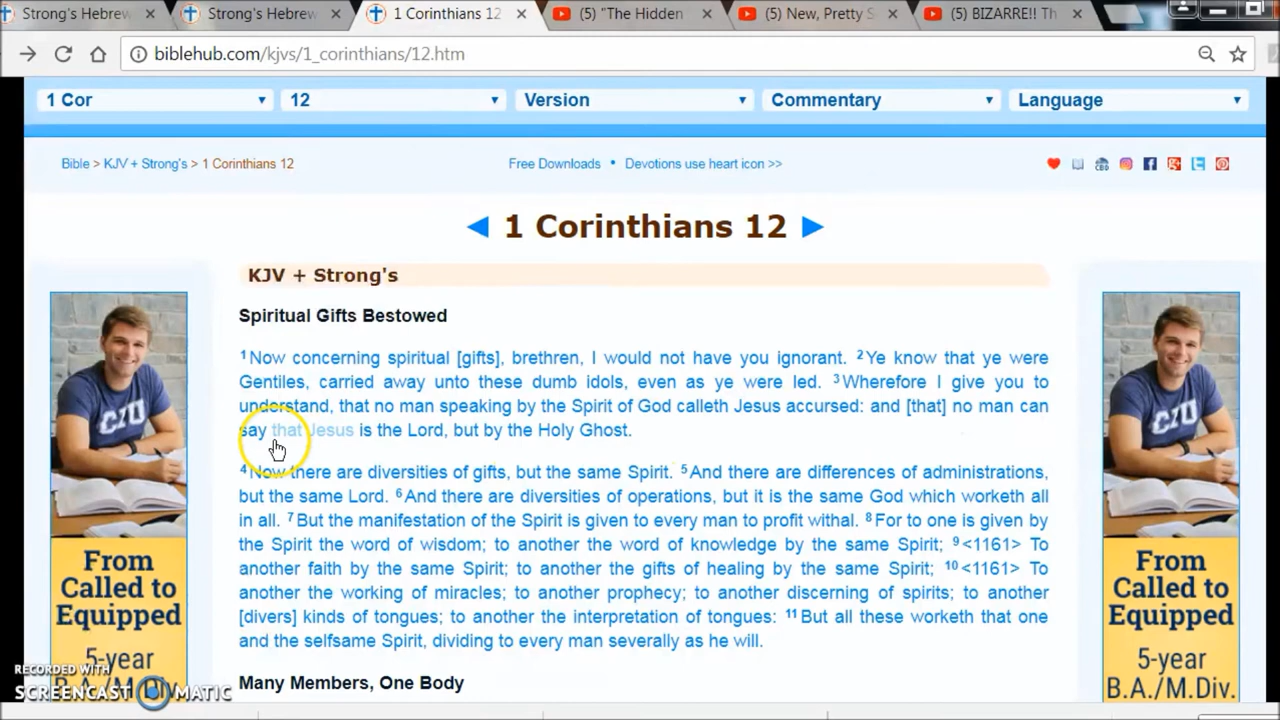 Strong's Hebrew
Strong's Hebrew
1 Corinthians 12
(5) "The Hidden
(5) New, Pretty S
(5) BIZARRE!! Th
biblehub.com/kjvs/1_corinthians/12.htm
1 Cor
12
Version
Commentary
Language
Bible > KJV + Strong's > 1 Corinthians 12
Free Downloads • Devotions use heart icon >>
1 Corinthians 12
KJV + Strong's
Spiritual Gifts Bestowed
1Now concerning spiritual [gifts], brethren, I would not have you ignorant. 2Ye know that ye were
Gentiles, carried away unto these dumb idols, even as ye were led. 3Wherefore I give you to
understand, that no man speaking by the Spirit of God calleth Jesus accursed: and [that] no man can
say that Jesus is the Lord, but by the Holy Ghost.
4Now there are diversities of gifts, but the same Spirit. 5And there are differences of administrations,
but the same Lord. 6And there are diversities of operations, but it is the same God which worketh all
in all. 7But the manifestation of the Spirit is given to every man to profit withal. 8For to one is given by
the Spirit the word of wisdom; to another the word of knowledge by the same Spirit; 9<1161> To
another faith by the same Spirit; to another the gifts of healing by the same Spirit; 10<1161> To
another the working of miracles; to another prophecy; to another discerning of spirits; to another
[divers] kinds of tongues; to another the interpretation of tongues: 11But all these worketh that one
and the selfsame Spirit, dividing to every man severally as he will.
Many Members, One Body
CIU
From
Called to
Equipped
5-year
B.A./M.Div.
CIU
From
Called to
Equipped
5-year
B.A./M.Div.
RECORDED WITH
SCREENCAST MATIC